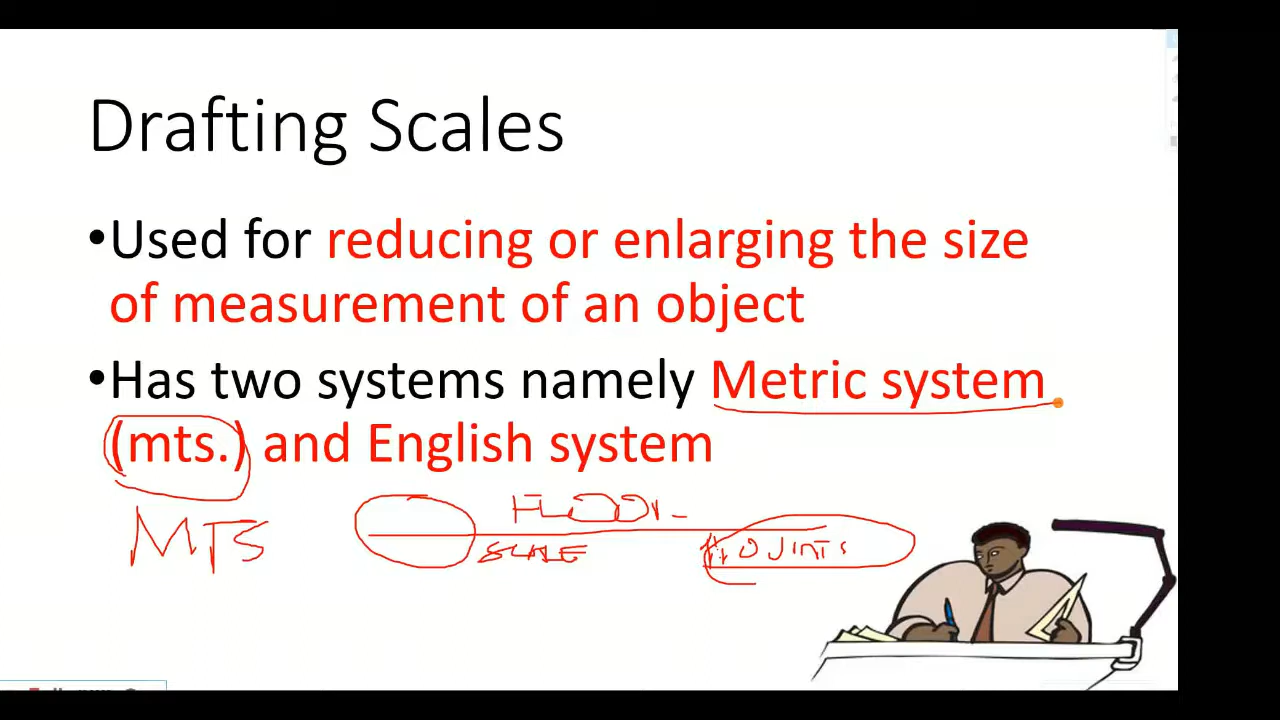 Drafting Scales
•Used for reducing or enlarging the size
of measurement of an object
•Has two systems namely Metric system
(mts.) and English system
MTS
SCALE